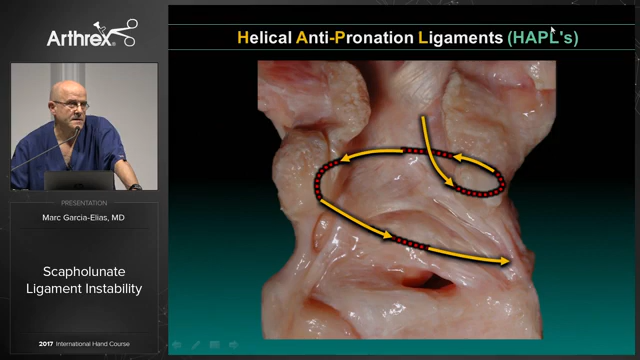 Arthrex®
Helical Anti-Pronation Ligaments (HAPL's)
PRESENTATION
Marc Garcia-Elias, MD
Scapholunate
Ligament Instability
2017 International Hand Course